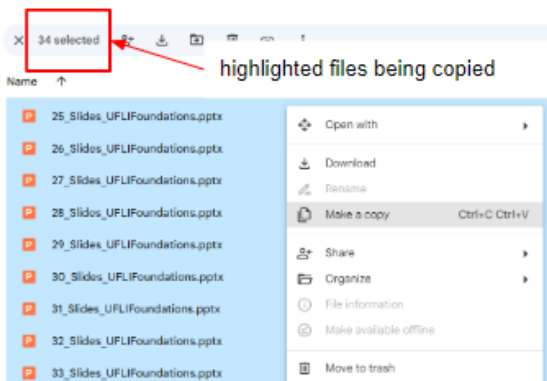 34 selected
highlighted files being copied
Name
25_Slides_UFLIFoundations.pptx
26_Slides_UFLIFoundations.pptx
27_Slides_UFLIFoundations.pptx
28_Slides_UFLIFoundations.pptx
29_Slides_UFLIFoundations.pptx
30_Slides_UFLIFoundations.pptx
31_Slides_UFLIFoundations.pptx
32_Slides_UFLIFoundations.pptx
33_Slides_UFLIFoundations.pptx
Open with
Download
Rename
Make a copy Ctrl+C Ctrl+V
Share
Organize
File information
Make available offline
Move to trash